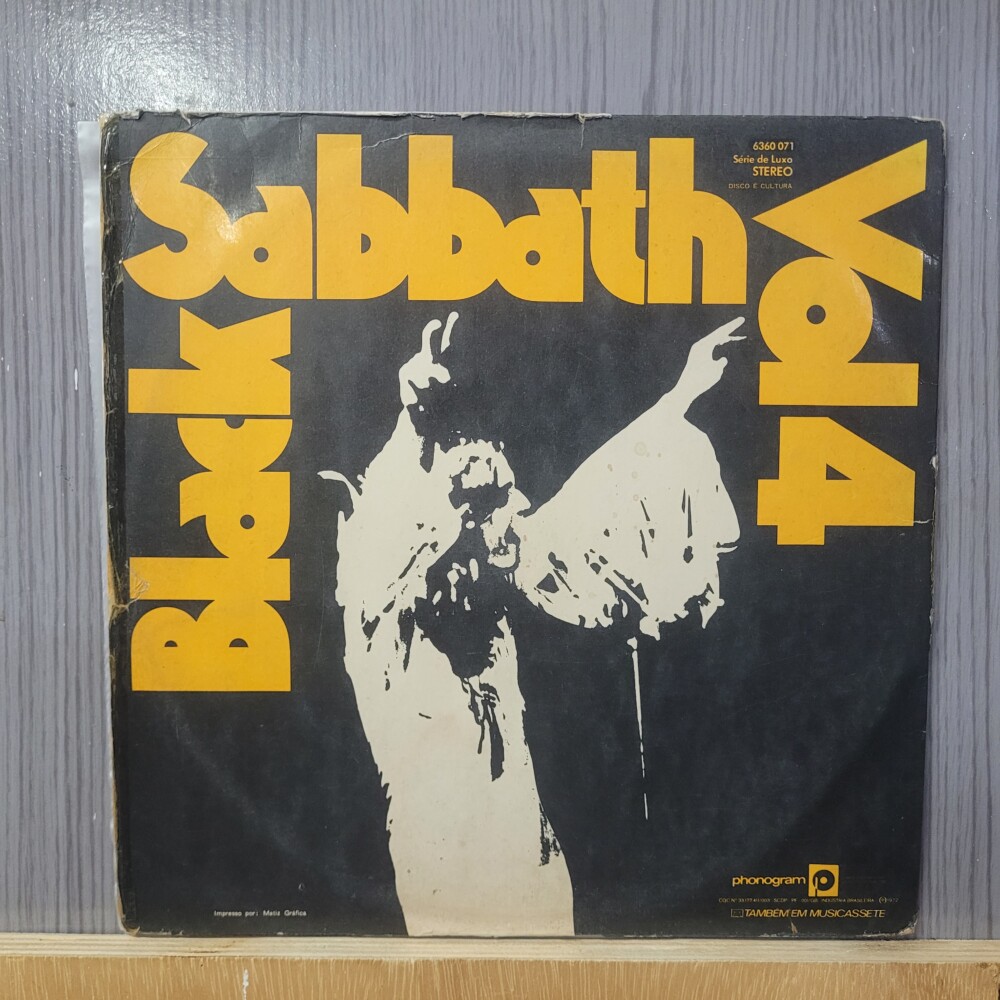 Black
Sabbath
Vol 4
6360 071
Série de Luxo
STEREO
DISCO É CULTURA
phonogram
TAMBÉM EM MUSICASSETE
Impresso por: Matiz Gráfica